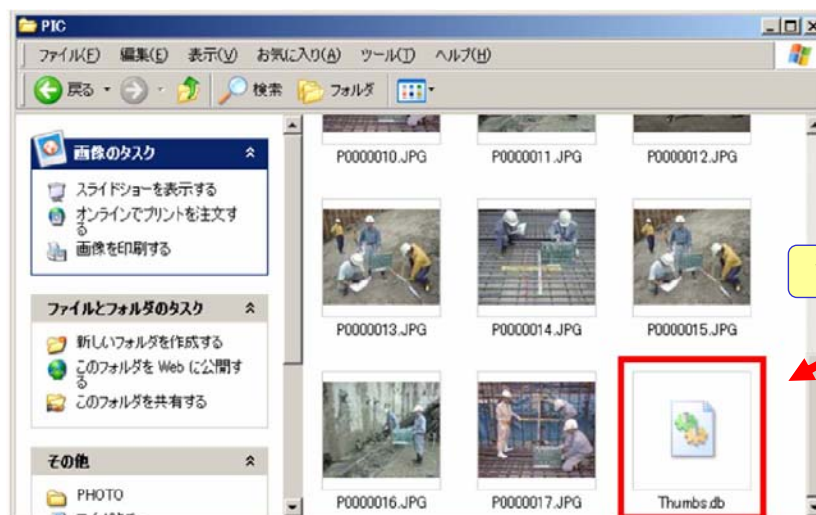 PIC
ファイル(F) 編集(E) 表示(V) お気に入り(A) ツール(T) ヘルプ(H)
戻る 検索 フォルダ
画像のタスク
スライドショーを表示する
オンラインでプリントを注文す
る
画像を印刷する
ファイルとフォルダのタスク
新しいフォルダを作成する
このフォルダを Web に公開す
る
このフォルダを共有する
その他
PHOTO
P0000010.JPG P0000011.JPG P0000012.JPG
P0000013.JPG P0000014.JPG P0000015.JPG
P0000016.JPG P0000017.JPG Thumbs.db